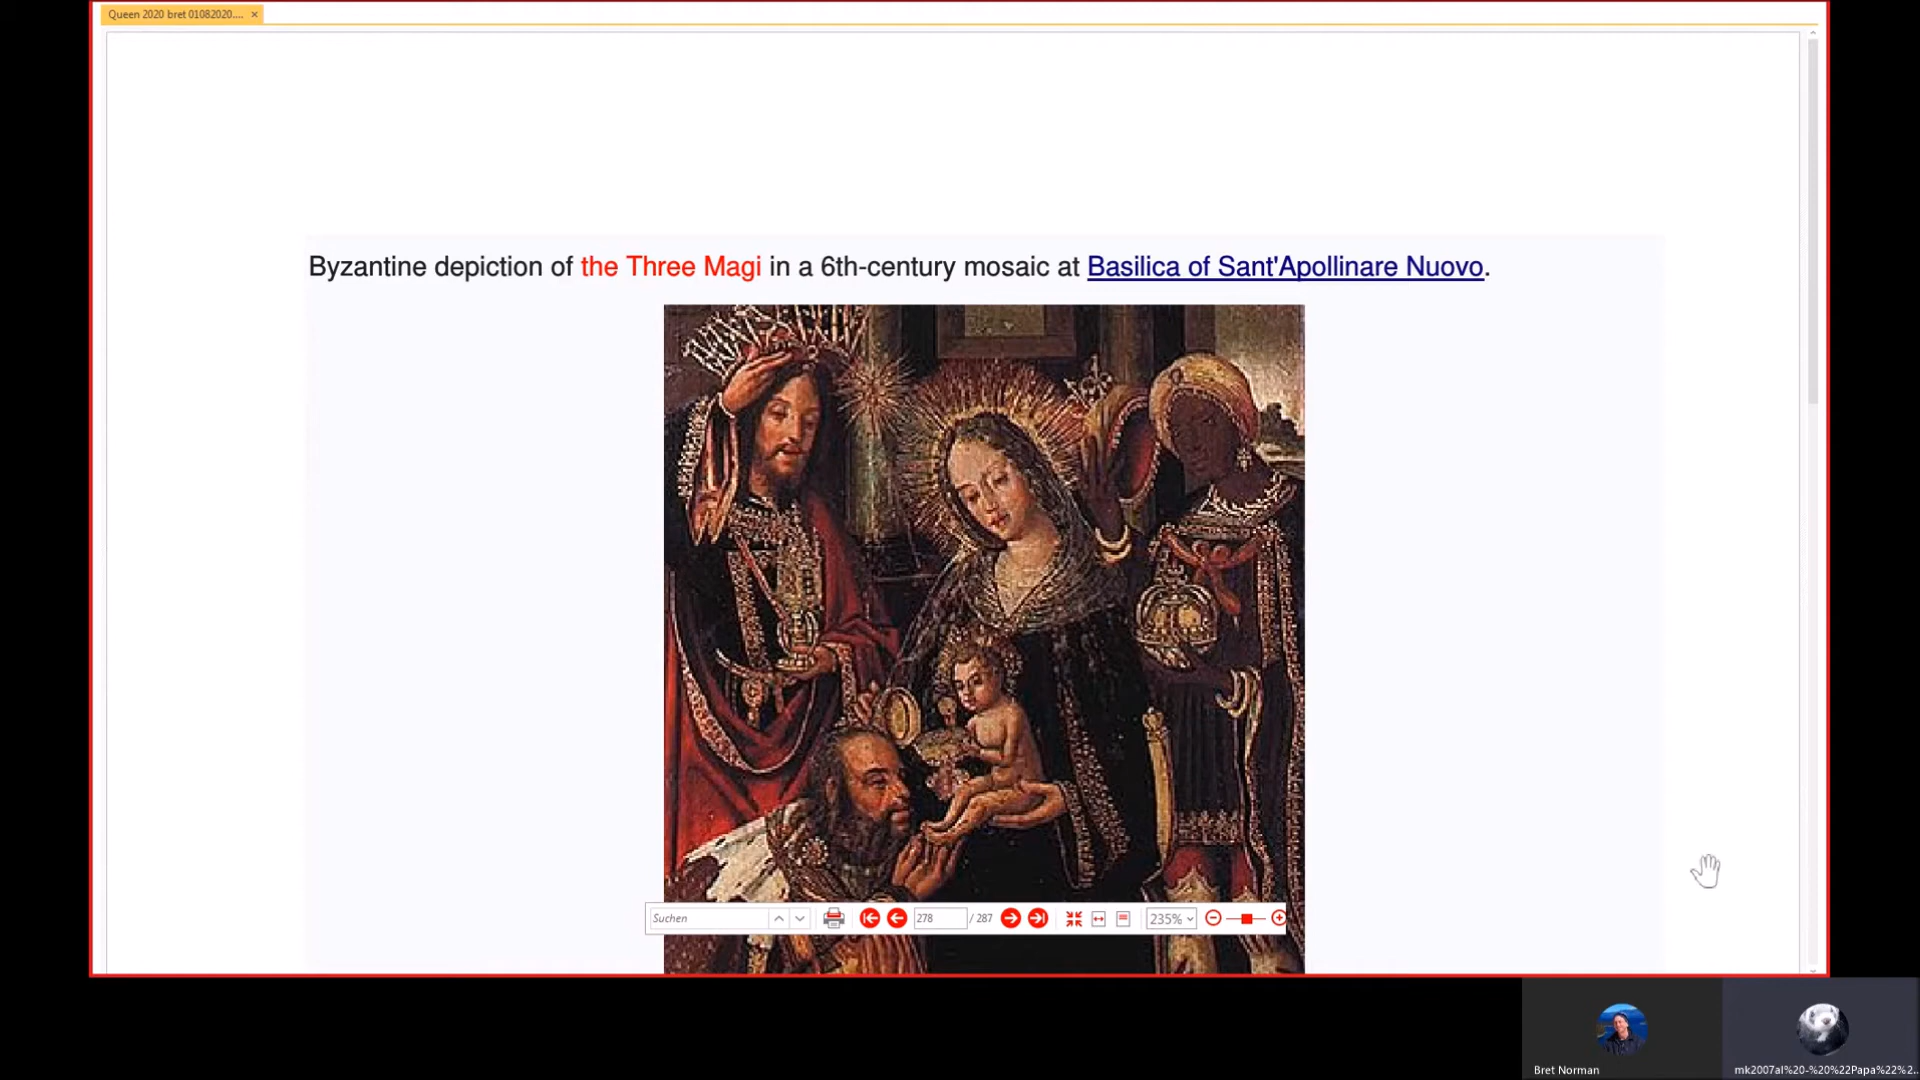 Queen 2020 bret 01082020....
Byzantine depiction of the Three Magi in a 6th-century mosaic at Basilica of Sant'Apollinare Nuovo.
Suchen 278 / 287 235%
Bret Norman
mk2007al%20-%20%22Papa%22%2...